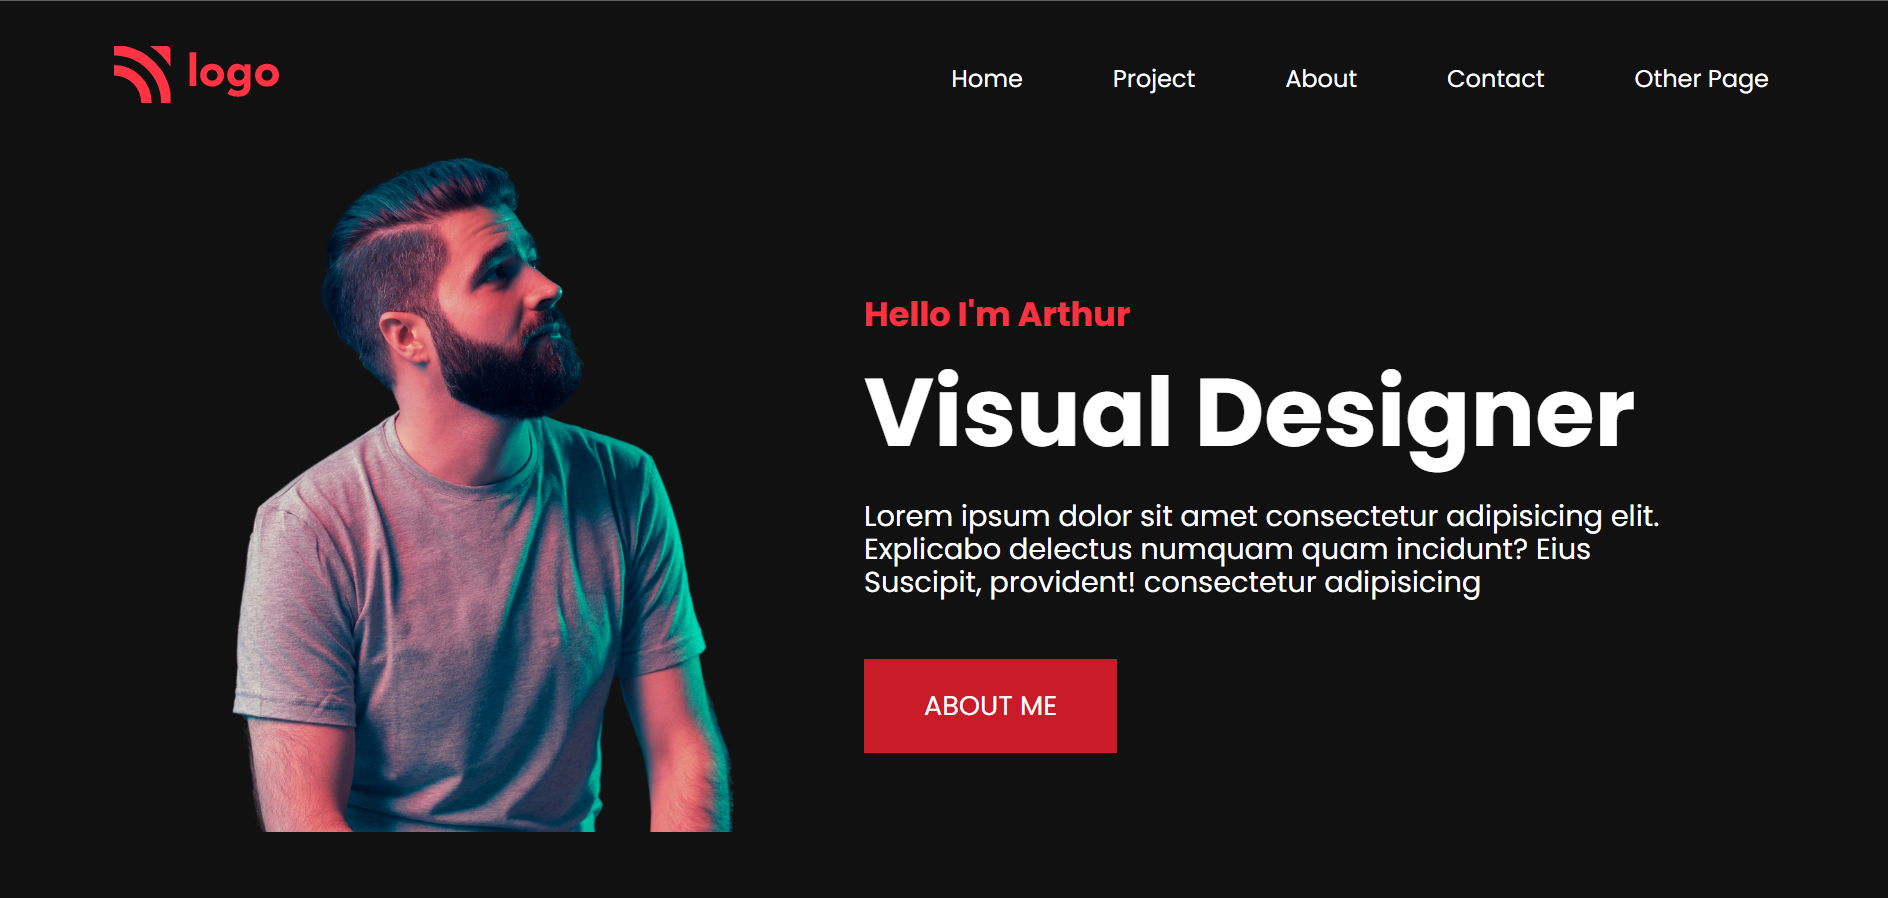 logo
Home Project About Contact Other Page
Hello I'm Arthur
Visual Designer
Lorem ipsum dolor sit amet consectetur adipisicing elit.
Explicabo delectus numquam quam incidunt? Eius
Suscipit, provident! consectetur adipisicing
ABOUT ME